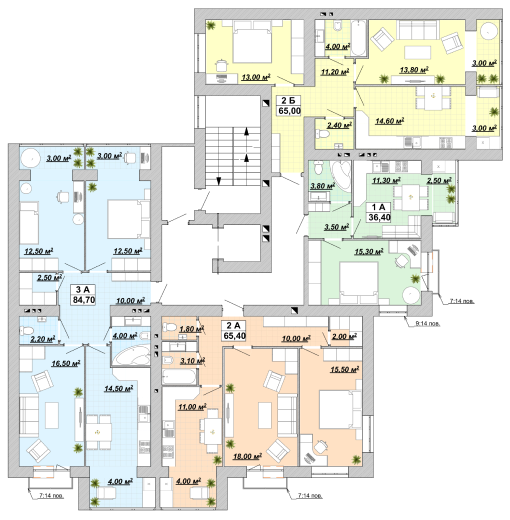 4.00 м²
13.00 м²
11.20 м²
13.80 м²
3.00 м²
2 Б
65,00
14.60 м²
2.40 м²
3.00 м²
3.00 м²
3.00 м²
3.80 м²
11.30 м²
2.50 м²
1 А
36,40
3.50 м²
12.50 м²
12.50 м²
15.30 м²
2.50 м²
3 А
84,70
10.00 м²
7:14 пов.
9:14 пов.
2.20 м²
4.00 м²
1.80 м²
2 А
65,40
10.00 м²
2.00 м²
16.50 м²
3.10 м²
14.50 м²
15.50 м²
11.00 м²
18.00 м²
4.00 м²
4.00 м²
7:14 пов.
7:14 пов.